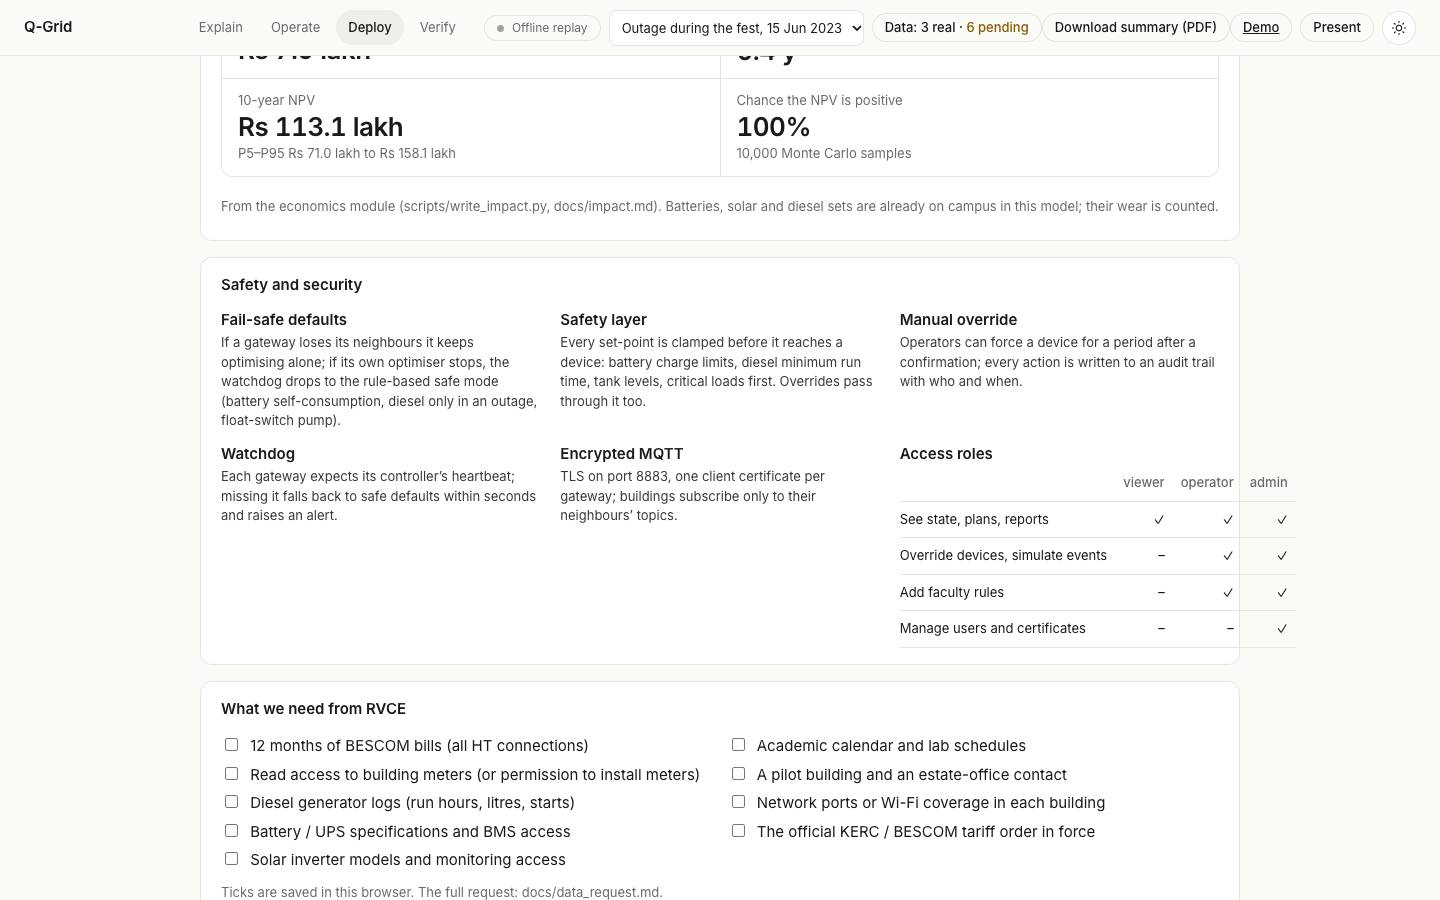 Q-Grid
Explain Operate Deploy Verify
Offline replay
Outage during the fest, 15 Jun 2023
Data: 3 real · 6 pending
Download summary (PDF)
Demo
Present
10-year NPV
Rs 113.1 lakh
P5–P95 Rs 71.0 lakh to Rs 158.1 lakh
Chance the NPV is positive
100%
10,000 Monte Carlo samples
From the economics module (scripts/write_impact.py, docs/impact.md). Batteries, solar and diesel sets are already on campus in this model; their wear is counted.
Safety and security
Fail-safe defaults
If a gateway loses its neighbours it keeps
optimising alone; if its own optimiser stops, the
watchdog drops to the rule-based safe mode
(battery self-consumption, diesel only in an outage,
float-switch pump).
Safety layer
Every set-point is clamped before it reaches a
device: battery charge limits, diesel minimum run
time, tank levels, critical loads first. Overrides pass
through it too.
Manual override
Operators can force a device for a period after a
confirmation; every action is written to an audit trail
with who and when.
Watchdog
Each gateway expects its controller’s heartbeat;
missing it falls back to safe defaults within seconds
and raises an alert.
Encrypted MQTT
TLS on port 8883, one client certificate per
gateway; buildings subscribe only to their
neighbours’ topics.
Access roles
viewer operator admin
See state, plans, reports ✓ ✓ ✓
Override devices, simulate events – ✓ ✓
Add faculty rules – ✓ ✓
Manage users and certificates – – ✓
What we need from RVCE
12 months of BESCOM bills (all HT connections)
Read access to building meters (or permission to install meters)
Diesel generator logs (run hours, litres, starts)
Battery / UPS specifications and BMS access
Solar inverter models and monitoring access
Academic calendar and lab schedules
A pilot building and an estate-office contact
Network ports or Wi-Fi coverage in each building
The official KERC / BESCOM tariff order in force
Ticks are saved in this browser. The full request: docs/data_request.md.